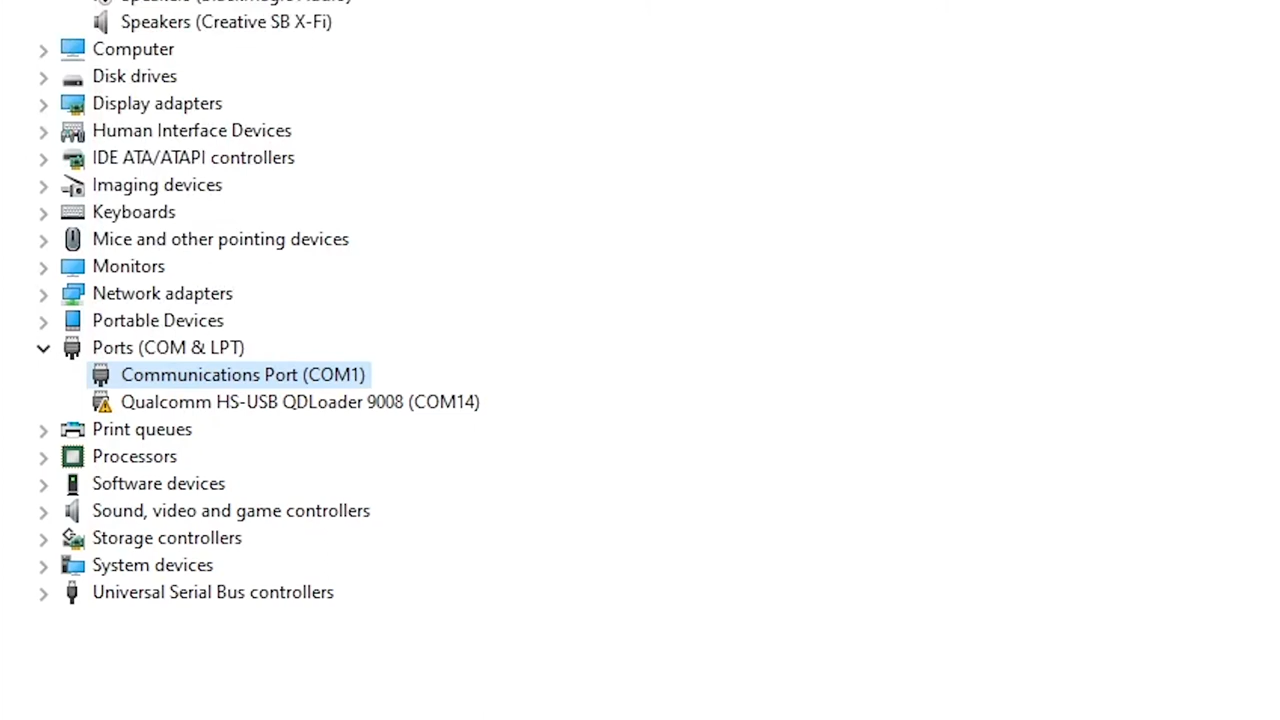 Speakers (Creative SB X-Fi)
Computer
Disk drives
Display adapters
Human Interface Devices
IDE ATA/ATAPI controllers
Imaging devices
Keyboards
Mice and other pointing devices
Monitors
Network adapters
Portable Devices
Ports (COM & LPT)
Communications Port (COM1)
Qualcomm HS-USB QDLoader 9008 (COM14)
Print queues
Processors
Software devices
Sound, video and game controllers
Storage controllers
System devices
Universal Serial Bus controllers